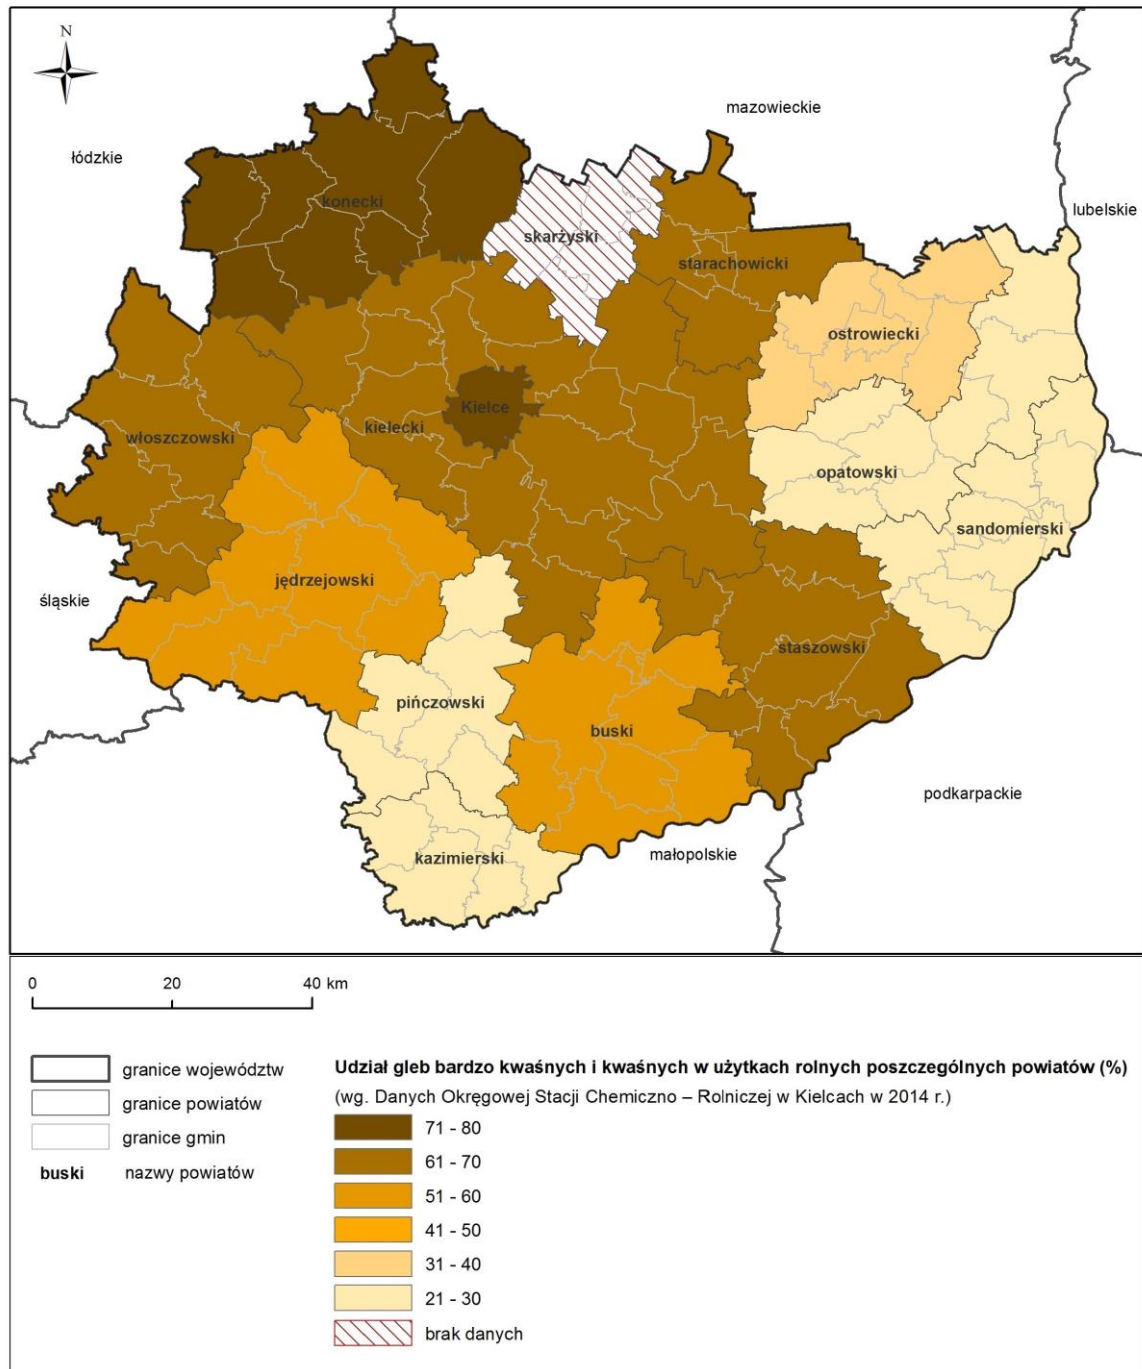 N
mazowieckie
łódzkie
lubelskie
konecki
skarżyski
starachowicki
ostrowiecki
Kielce
włoszczowski
kielecki
opatowski
sandomierski
jędrzejowski
śląskie
staszowski
pińczowski
buski
podkarpackie
małopolskie
kazimierski
0 20 40 km
granice województw
granice powiatów
granice gmin
buski nazwy powiatów
Udział gleb bardzo kwaśnych i kwaśnych w użytkach rolnych poszczególnych powiatów (%)
(wg. Danych Okręgowej Stacji Chemiczno – Rolniczej w Kielcach w 2014 r.)
71 - 80
61 - 70
51 - 60
41 - 50
31 - 40
21 - 30
brak danych